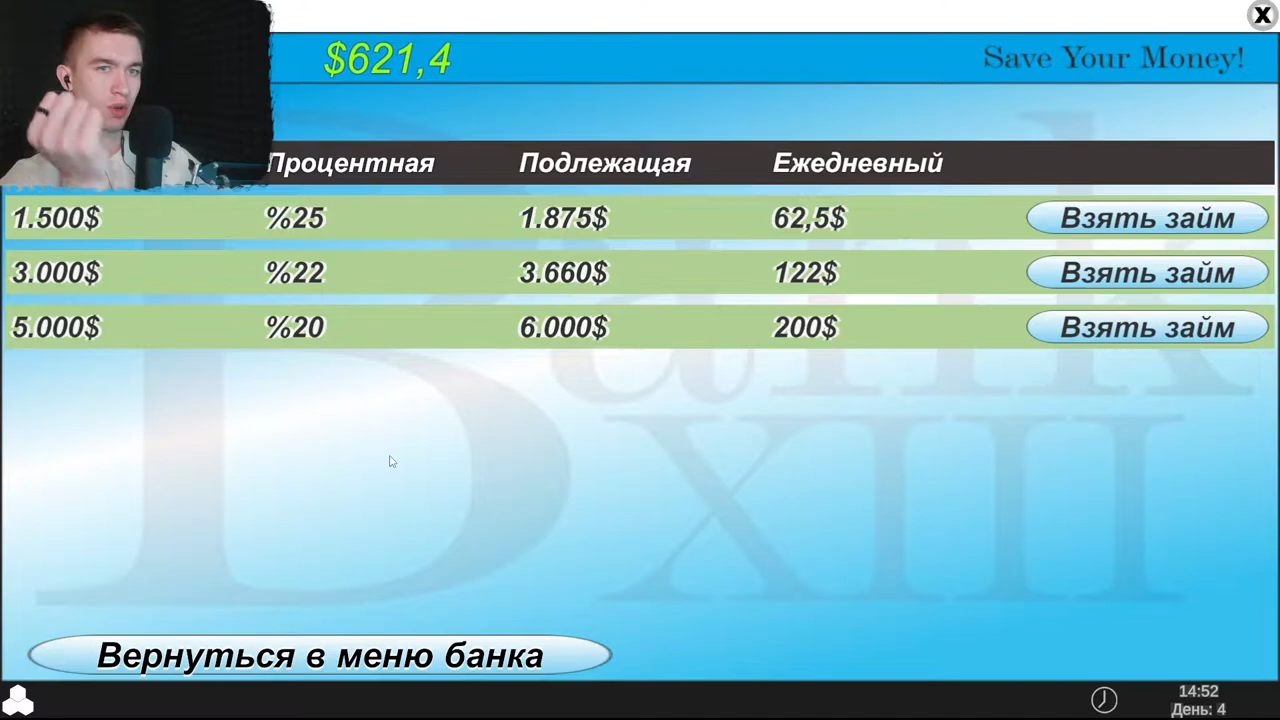 X
$621,4
Save Your Money!
Процентная Подлежащая Ежедневный
1.500$ %25 1.875$ 62,5$ Взять займ
3.000$ %22 3.660$ 122$ Взять займ
5.000$ %20 6.000$ 200$ Взять займ
Bank
XIII
Вернуться в меню банка
14:52
День: 4